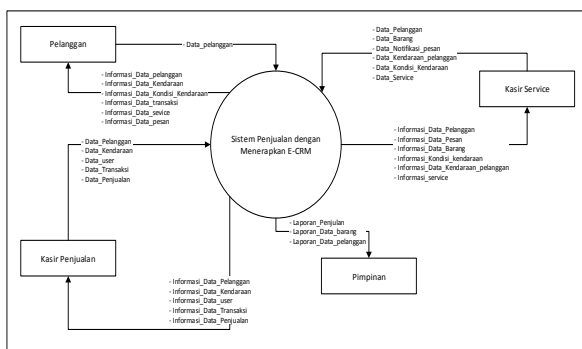 Pelanggan
- Data_pelanggan
- Informasi_Data_pelanggan
- Informasi_Data_Kendaraan
- Informasi_Data_Kondisi_Kendaraan
- Informasi_Data_transaksi
- Informasi_Data_sevice
- Informasi_Data_pesan
- Data_Pelanggan
- Data_Barang
- Data_Notifikasi_pesan
- Data_Kendaraan_pelanggan
- Data_Kondisi_Kendaraan
- Data_Service
Kasir Service
Sistem Penjualan dengan
Menerapkan E-CRM
- Data_Pelanggan
- Data_Kendaraan
- Data_user
- Data_Transaksi
- Data_Penjualan
- Informasi_Data_Pelanggan
- Informasi_Data_Pesan
- Informasi_Data_Barang
- Informasi_Kondisi_kendaraan
- Informasi_Data_Kendaraan_pelanggan
- Informasi_service
Kasir Penjualan
- Laporan_Penjulan
- Laporan_Data_barang
- Laporan_Data_pelanggan
Pimpinan
- Informasi_Data_Pelanggan
- Informasi_Data_Kendaraan
- Informasi_Data_user
- Informasi_Data_Transaksi
- Informasi_Data_Penjualan